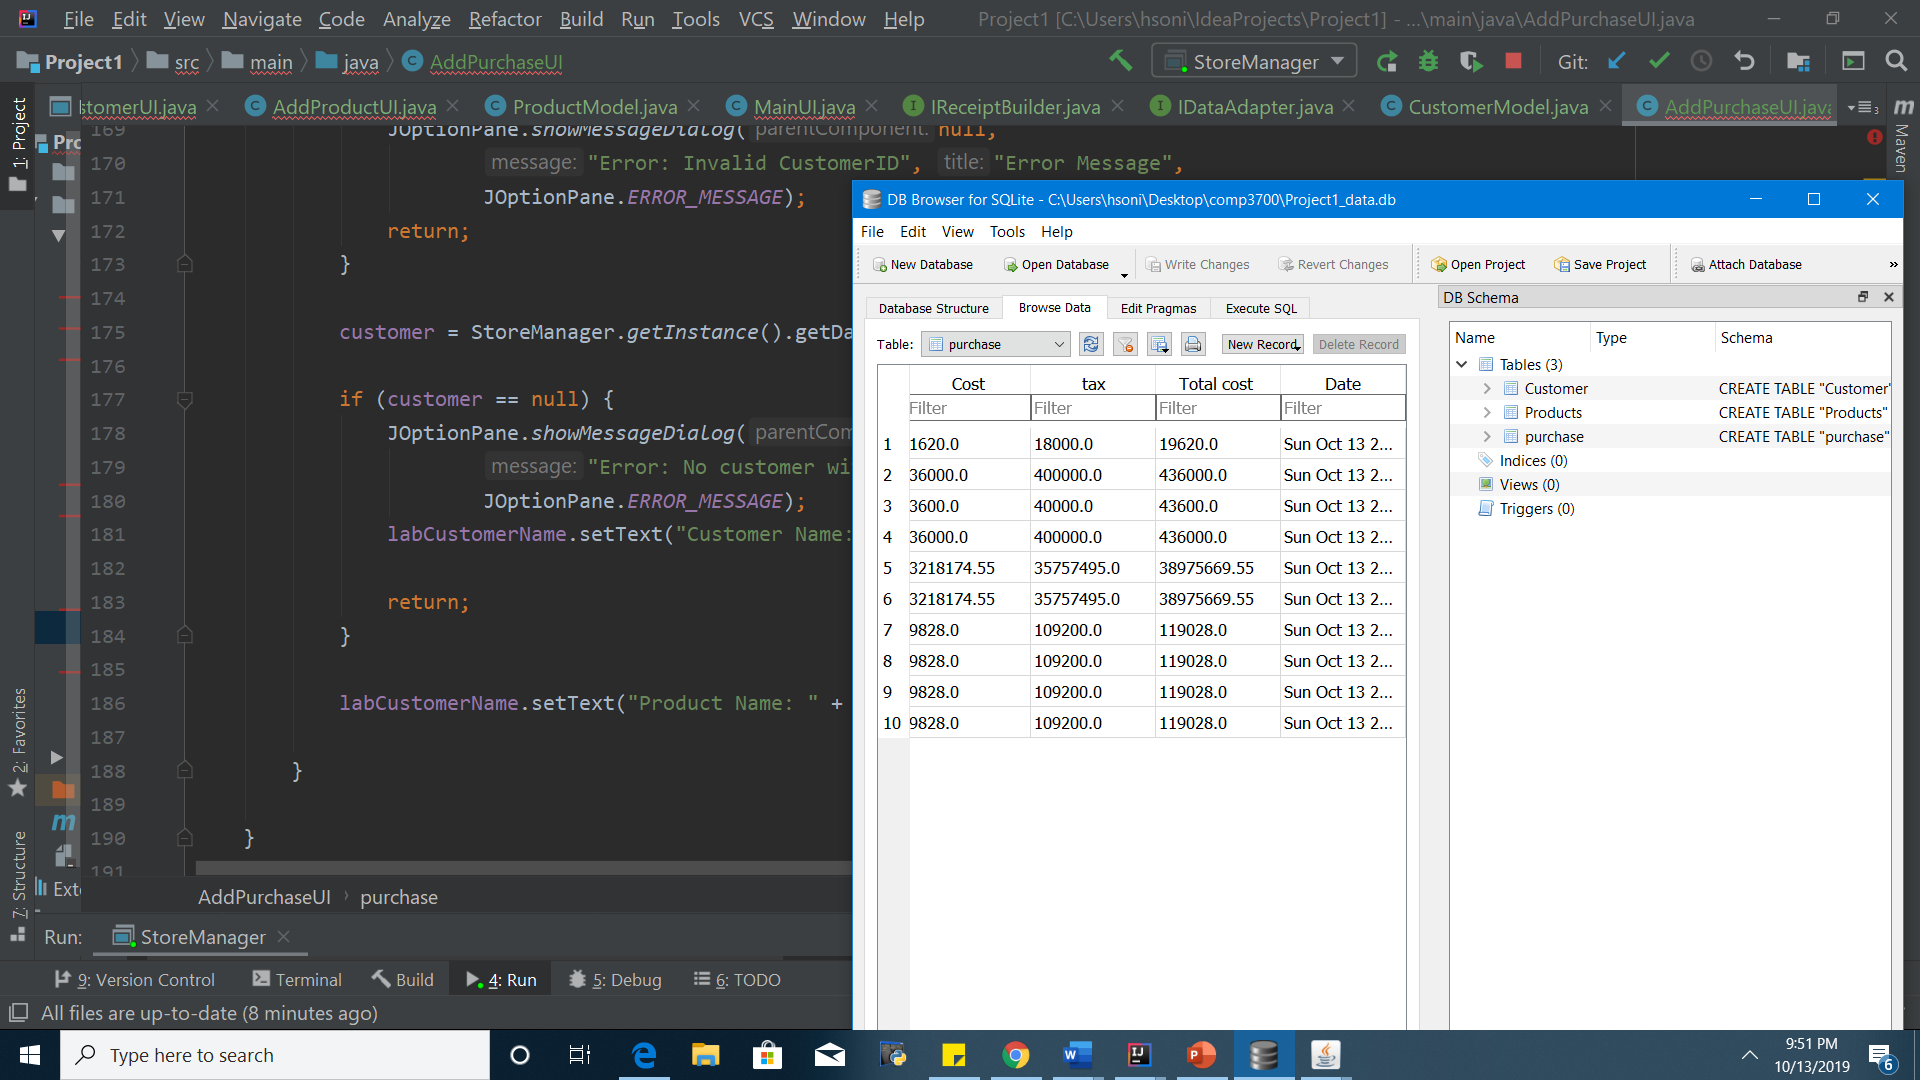 File Edit View Navigate Code Analyze Refactor Build Run Tools VCS Window Help Project1 [C:\Users\hsoni\IdeaProjects\Project1] - ...\main\java\AddPurchaseUI.java
Project1 src main java AddPurchaseUI StoreManager Git:
stomerUI.java AddProductUI.java ProductModel.java MainUI.java IReceiptBuilder.java IDataAdapter.java CustomerModel.java AddPurchaseUI.java
1: Project
Pro
Maven
169 JOptionPane.showMessageDialog( parentComponent: null,
170 message: "Error: Invalid CustomerID", title: "Error Message",
171 JOptionPane.ERROR_MESSAGE);
172 return;
173 }
174
175 customer = StoreManager.getInstance().getDa
176
177 if (customer == null) {
178 JOptionPane.showMessageDialog( parentCom
179 message: "Error: No customer wi
180 JOptionPane.ERROR_MESSAGE);
181 labCustomerName.setText("Customer Name:
182
183 return;
184 }
185
186 labCustomerName.setText("Product Name: " +
187
188 }
189
190 }
191
2: Favorites
7: Structure
Exte
AddPurchaseUI purchase
Run: StoreManager
9: Version Control Terminal Build 4: Run 5: Debug 6: TODO
All files are up-to-date (8 minutes ago)
DB Browser for SQLite - C:\Users\hsoni\Desktop\comp3700\Project1_data.db
File Edit View Tools Help
New Database Open Database Write Changes Revert Changes Open Project Save Project Attach Database »
Database Structure Browse Data Edit Pragmas Execute SQL
Table: purchase New Record Delete Record
Cost tax Total cost Date
Filter Filter Filter Filter
1 1620.0 18000.0 19620.0 Sun Oct 13 2...
2 36000.0 400000.0 436000.0 Sun Oct 13 2...
3 3600.0 40000.0 43600.0 Sun Oct 13 2...
4 36000.0 400000.0 436000.0 Sun Oct 13 2...
5 3218174.55 35757495.0 38975669.55 Sun Oct 13 2...
6 3218174.55 35757495.0 38975669.55 Sun Oct 13 2...
7 9828.0 109200.0 119028.0 Sun Oct 13 2...
8 9828.0 109200.0 119028.0 Sun Oct 13 2...
9 9828.0 109200.0 119028.0 Sun Oct 13 2...
10 9828.0 109200.0 119028.0 Sun Oct 13 2...
DB Schema
Name Type Schema
Tables (3)
Customer CREATE TABLE "Customer"
Products CREATE TABLE "Products"
purchase CREATE TABLE "purchase"
Indices (0)
Views (0)
Triggers (0)
Type here to search
9:51 PM
10/13/2019
6